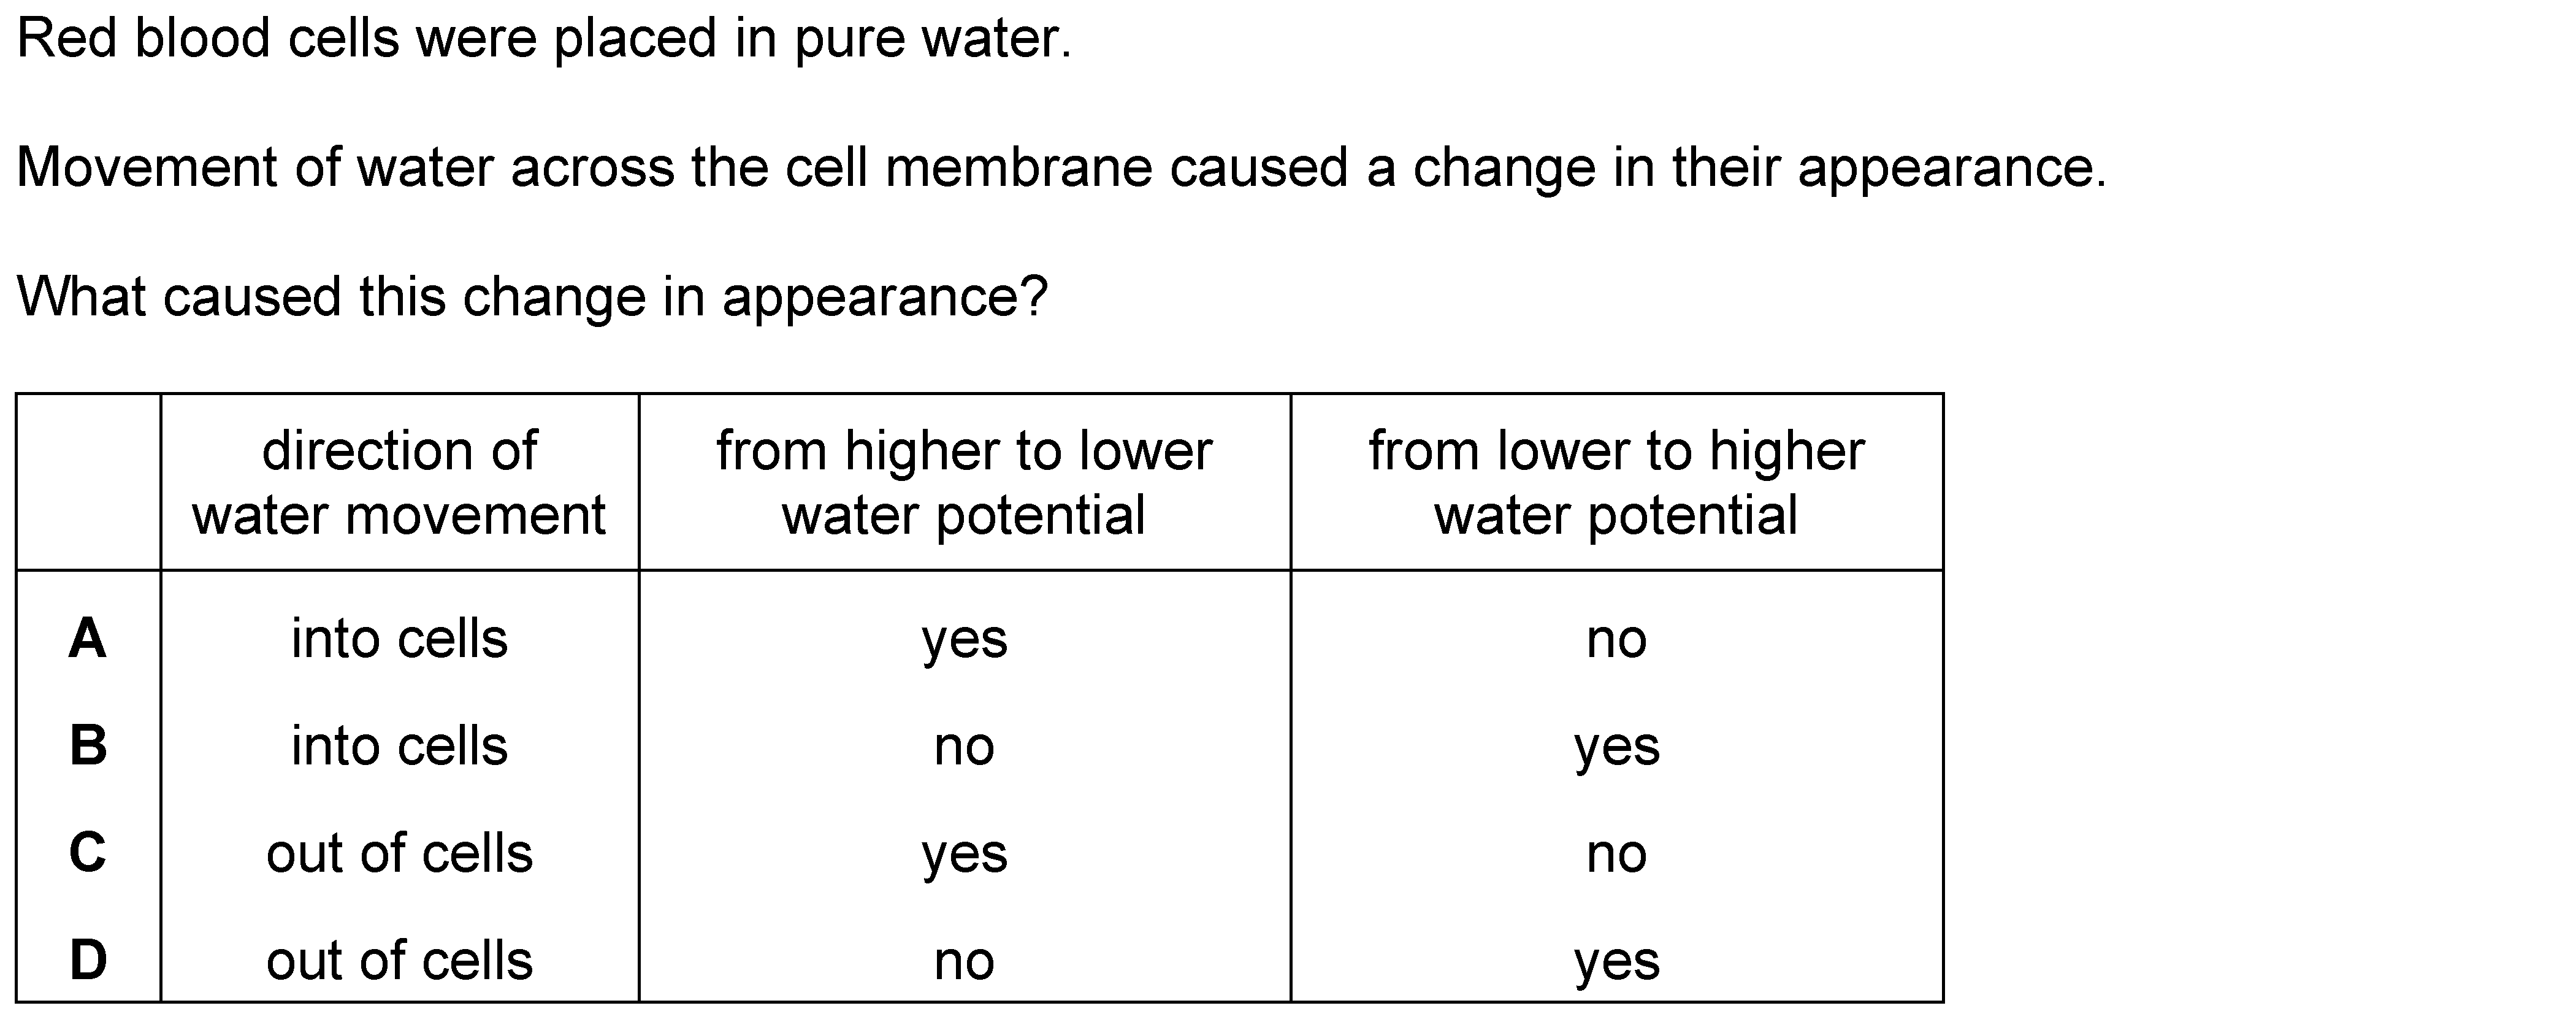 Red blood cells were placed in pure water.
Movement of water across the cell membrane caused a change in their appearance.
What caused this change in appearance?
direction of water movement from higher to lower water potential from lower to higher water potential
A into cells yes no
B into cells no yes
C out of cells yes no
D out of cells no yes